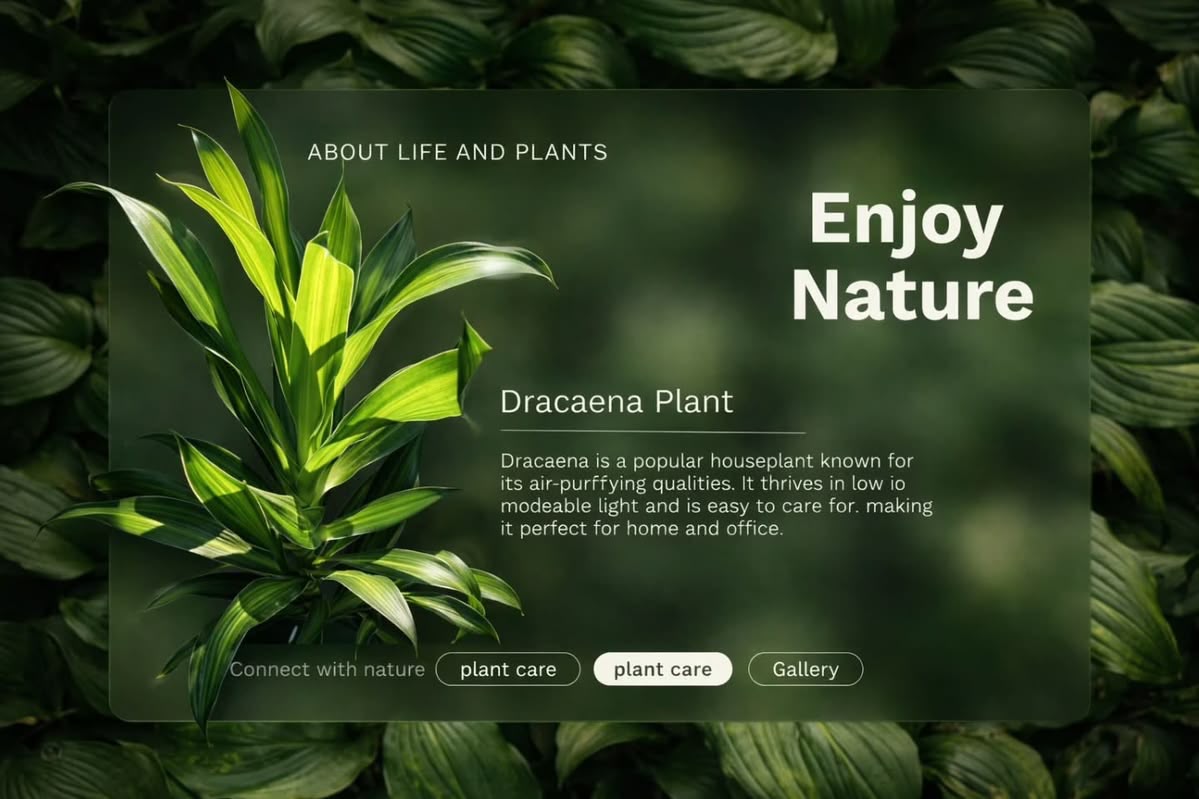 ABOUT LIFE AND PLANTS
Enjoy
Nature
Dracaena Plant
Dracaena is a popular houseplant known for
its air-purffying qualities. It thrives in low io
modeable light and is easy to care for. making
it perfect for home and office.
Connect with nature
plant care
plant care
Gallery